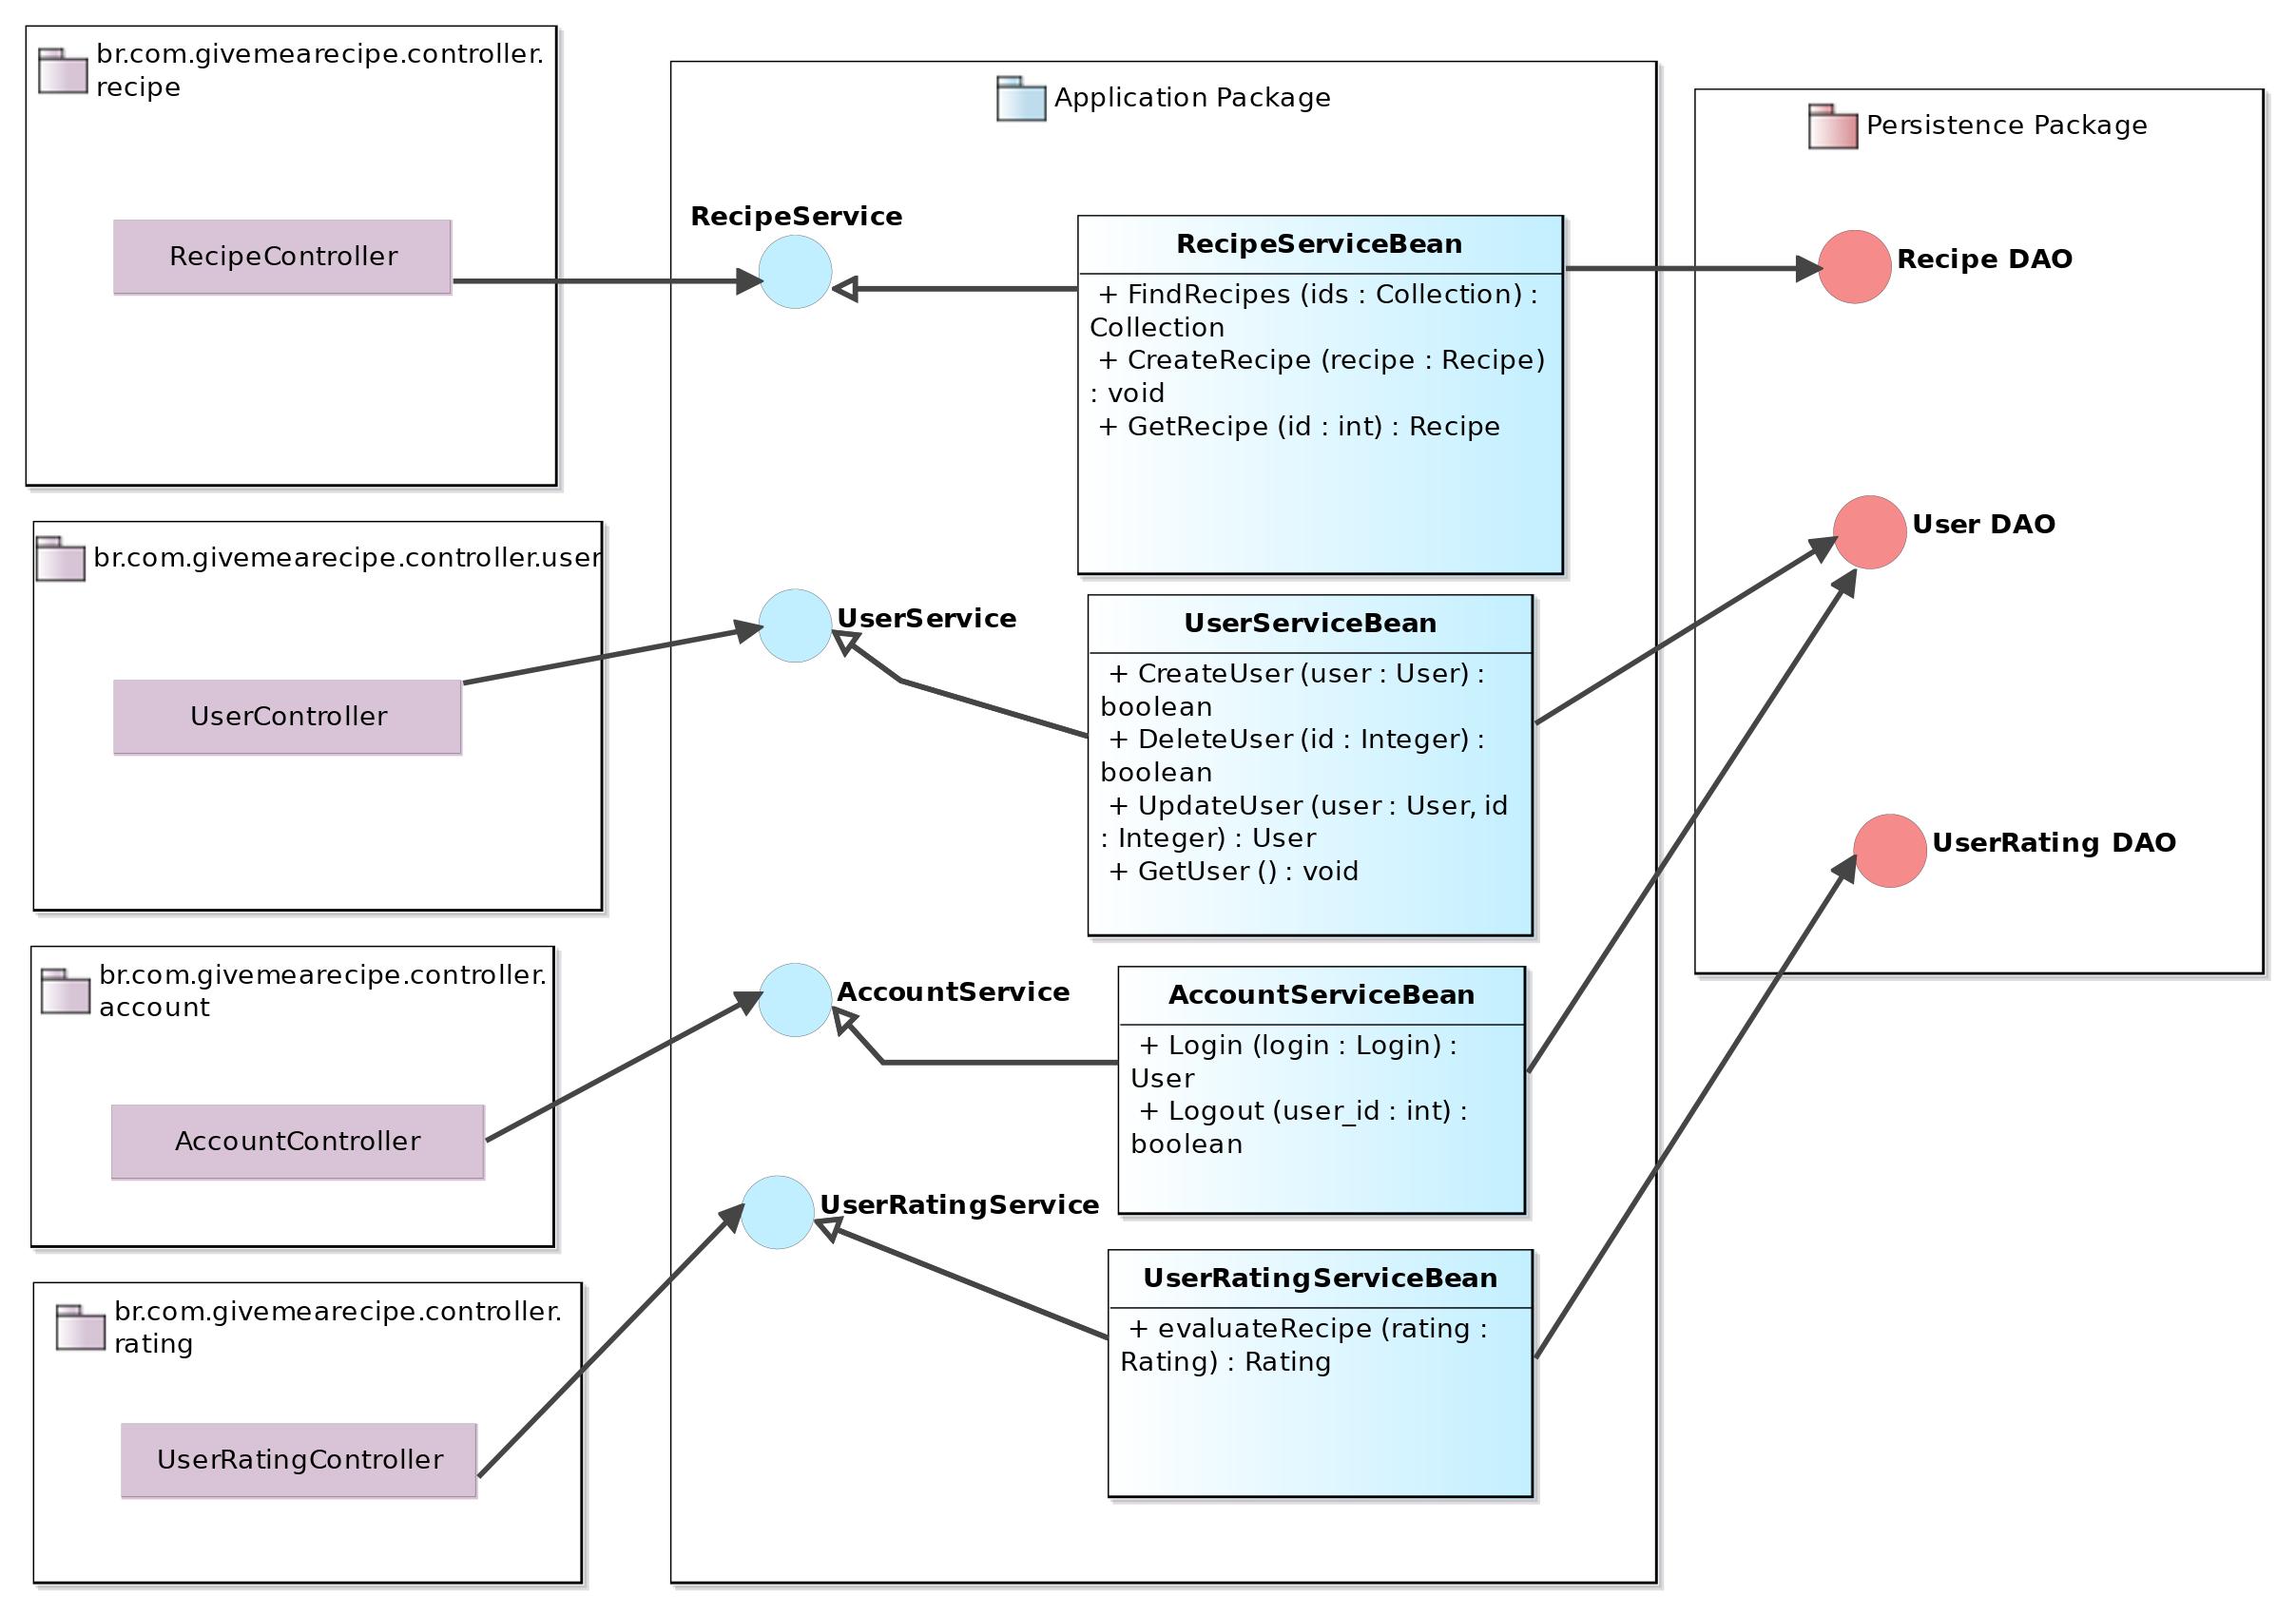 br.com.givemearecipe.controller.
recipe
RecipeController
br.com.givemearecipe.controller.user
UserController
br.com.givemearecipe.controller.
account
AccountController
br.com.givemearecipe.controller.
rating
UserRatingController
Application Package
RecipeService
RecipeServiceBean
+ FindRecipes (ids : Collection) :
Collection
+ CreateRecipe (recipe : Recipe)
: void
+ GetRecipe (id : int) : Recipe
UserService
UserServiceBean
+ CreateUser (user : User) :
boolean
+ DeleteUser (id : Integer) :
boolean
+ UpdateUser (user : User, id
: Integer) : User
+ GetUser () : void
AccountService
AccountServiceBean
+ Login (login : Login) :
User
+ Logout (user_id : int) :
boolean
UserRatingService
UserRatingServiceBean
+ evaluateRecipe (rating :
Rating) : Rating
Persistence Package
Recipe DAO
User DAO
UserRating DAO